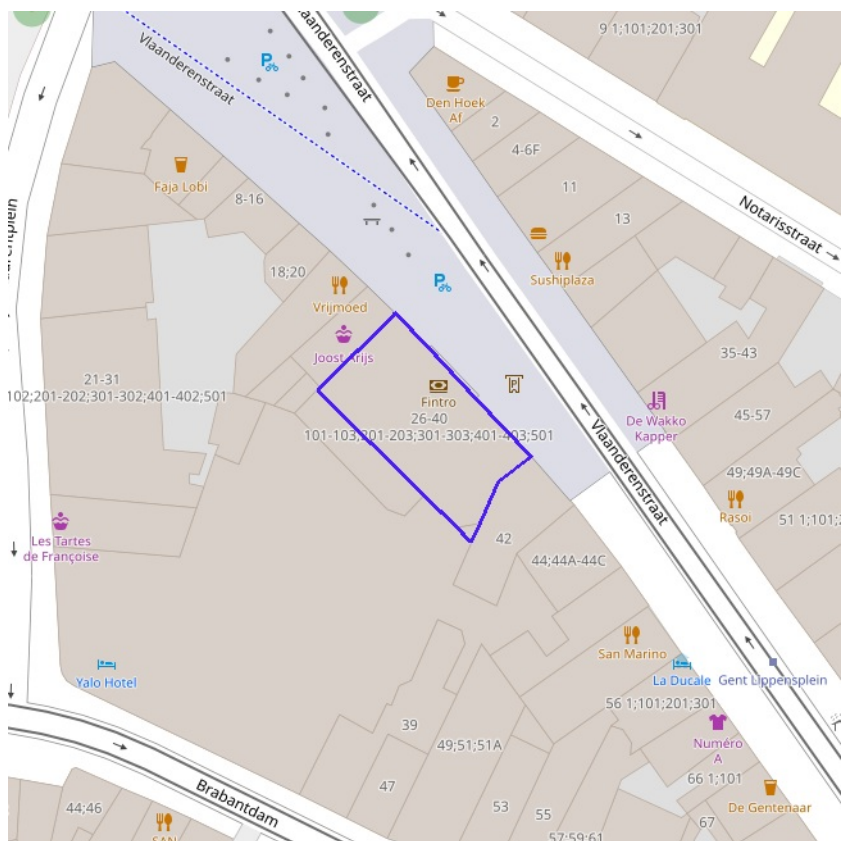 Vlaanderenstraat
9 1;101;201;301
Vlaanderenstraat
Den Hoek
Af
2
4-6F
Faja Lobi
8-16
11
13
Notarisstraat
Sushiplaza
18;20
Vrijmoed
Joost Arijs
35-43
21-31
102;201-202;301-302;401-402;501
Fintro
26-40
101-103;201-203;301-303;401-403;501
De Wakko
Kapper
45-57
Vlaanderenstraat
49;49A-49C
Rasoi
51 1;101;2
Les Tartes
de Françoise
42
44;44A-44C
San Marino
Yalo Hotel
La Ducale
Gent Lippensplein
56 1;101;201;301
39
Numéro
A
49;51;51A
66 1;101
47
Brabantdam
De Gentenaar
44;46
53
55
67
SAN
57;59;61